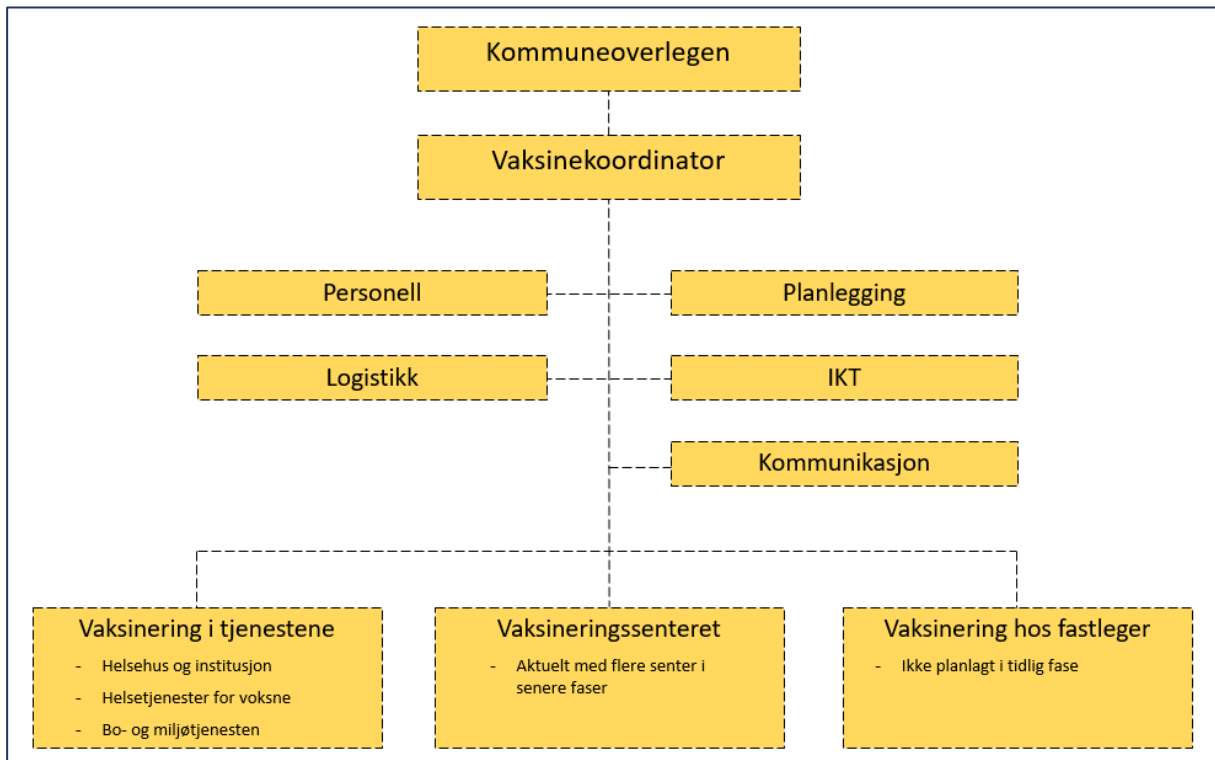 Kommuneoverlegen
Vaksinekoordinator
Personell
Planlegging
Logistikk
IKT
Kommunikasjon
Vaksinering i tjenestene
- Helsehus og institusjon
- Helsetjenester for voksne
- Bo- og miljøtjenesten
Vaksineringssenteret
- Aktuelt med flere senter i
senere faser
Vaksinering hos fastleger
- Ikke planlagt i tidlig fase